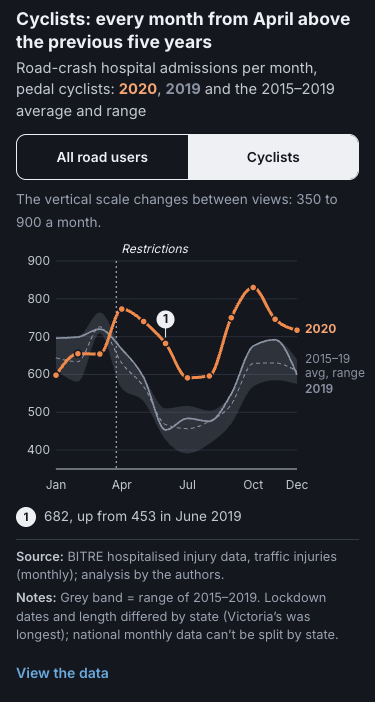 Cyclists: every month from April above
the previous five years
Road-crash hospital admissions per month,
pedal cyclists: 2020, 2019 and the 2015–2019
average and range
All road users
Cyclists
The vertical scale changes between views: 350 to
900 a month.
Restrictions
900
800
700
600
500
400
1
2020
2015–19
avg, range
2019
Jan
Apr
Jul
Oct
Dec
1 682, up from 453 in June 2019
Source: BITRE hospitalised injury data, traffic injuries
(monthly); analysis by the authors.
Notes: Grey band = range of 2015–2019. Lockdown
dates and length differed by state (Victoria’s was
longest); national monthly data can’t be split by state.
View the data